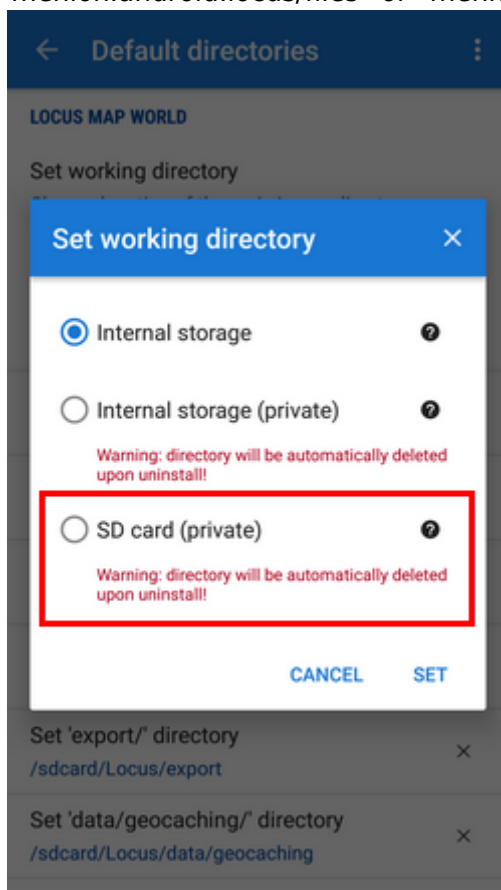 Default directories
LOCUS MAP WORLD
Set working directory
Set working directory
Internal storage
Internal storage (private)
Warning: directory will be automatically deleted
upon uninstall!
SD card (private)
Warning: directory will be automatically deleted
upon uninstall!
CANCEL SET
Set 'export/' directory
/sdcard/Locus/export
Set 'data/geocaching/' directory
/sdcard/Locus/data/geocaching